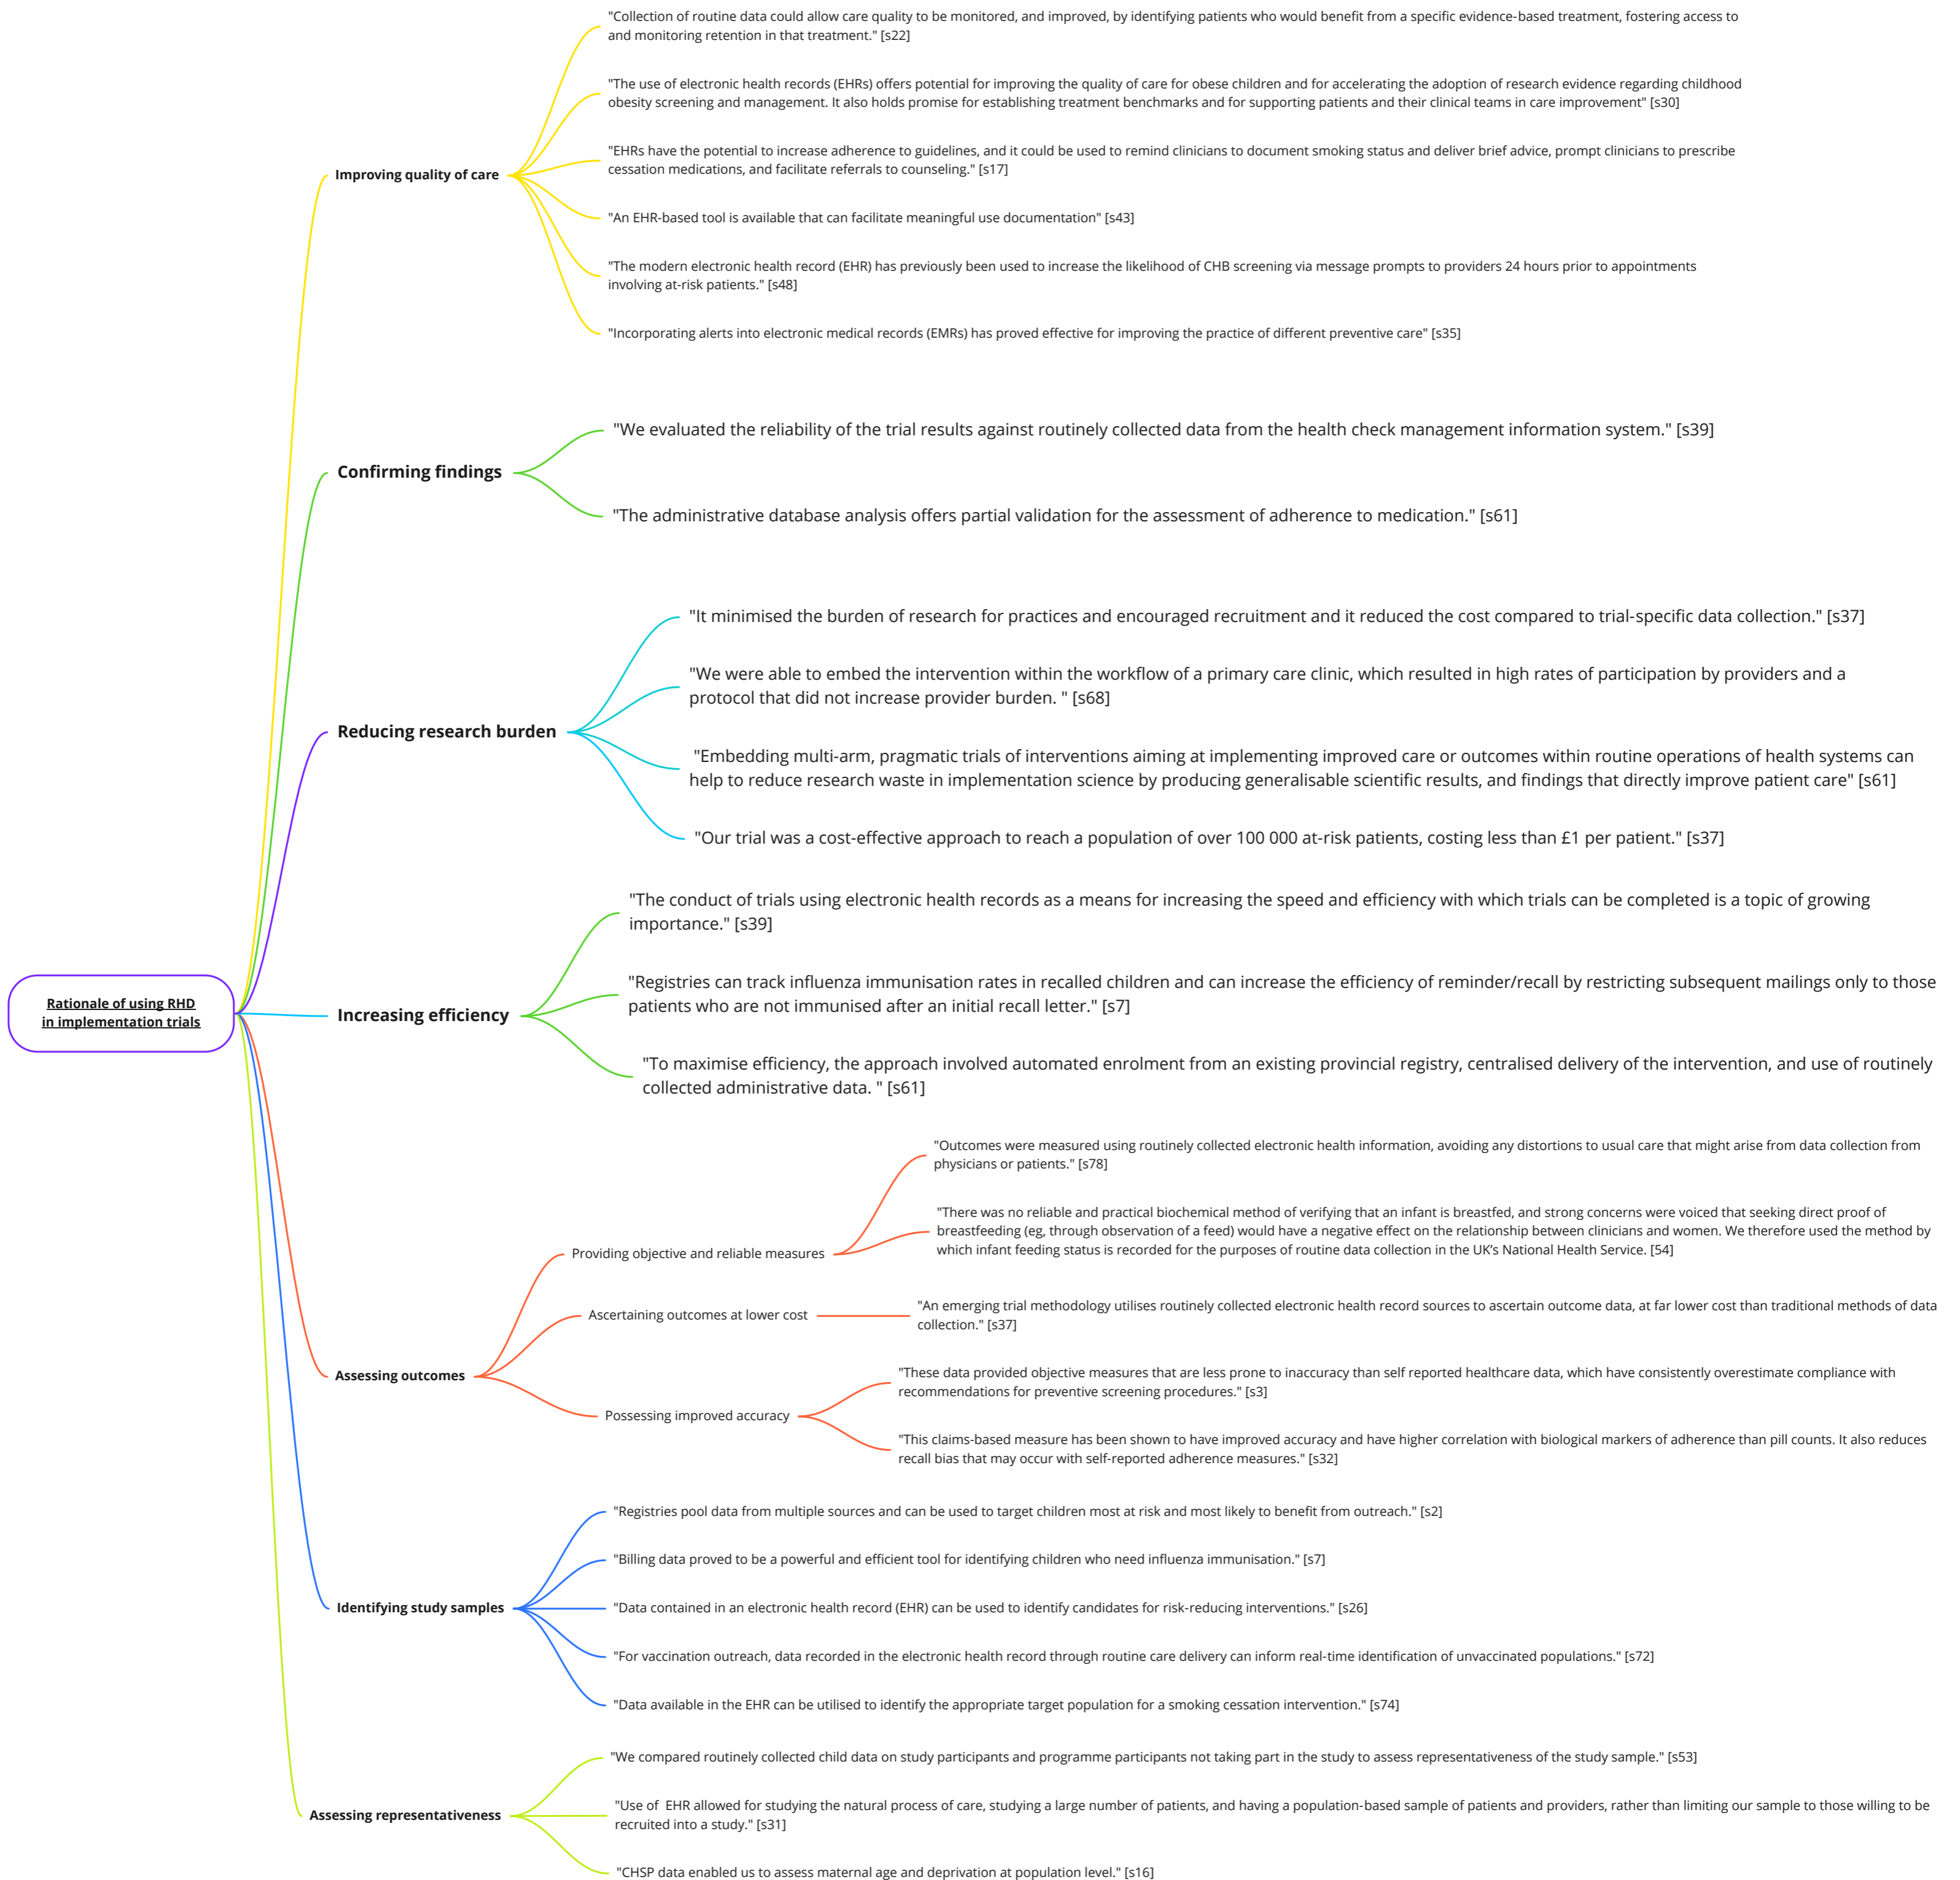 "Collection of routine data could allow care quality to be monitored, and improved, by identifying patients who would benefit from a specific evidence-based treatment, fostering access to
and monitoring retention in that treatment." [s22]
"The use of electronic health records (EHRs) offers potential for improving the quality of care for obese children and for accelerating the adoption of research evidence regarding childhood
obesity screening and management. It also holds promise for establishing treatment benchmarks and for supporting patients and their clinical teams in care improvement" [s30]
"EHRs have the potential to increase adherence to guidelines, and it could be used to remind clinicians to document smoking status and deliver brief advice, prompt clinicians to prescribe
cessation medications, and facilitate referrals to counseling." [s17]
Improving quality of care
"An EHR-based tool is available that can facilitate meaningful use documentation" [s43]
"The modern electronic health record (EHR) has previously been used to increase the likelihood of CHB screening via message prompts to providers 24 hours prior to appointments
involving at-risk patients." [s48]
"Incorporating alerts into electronic medical records (EMRs) has proved effective for improving the practice of different preventive care" [s35]
"We evaluated the reliability of the trial results against routinely collected data from the health check management information system." [s39]
Confirming findings
"The administrative database analysis offers partial validation for the assessment of adherence to medication." [s61]
"It minimised the burden of research for practices and encouraged recruitment and it reduced the cost compared to trial-specific data collection." [s37]
"We were able to embed the intervention within the workflow of a primary care clinic, which resulted in high rates of participation by providers and a
protocol that did not increase provider burden. " [s68]
Reducing research burden
"Embedding multi-arm, pragmatic trials of interventions aiming at implementing improved care or outcomes within routine operations of health systems can
help to reduce research waste in implementation science by producing generalisable scientific results, and findings that directly improve patient care" [s61]
"Our trial was a cost-effective approach to reach a population of over 100 000 at-risk patients, costing less than £1 per patient." [s37]
"The conduct of trials using electronic health records as a means for increasing the speed and efficiency with which trials can be completed is a topic of growing
importance." [s39]
"Registries can track influenza immunisation rates in recalled children and can increase the efficiency of reminder/recall by restricting subsequent mailings only to those
patients who are not immunised after an initial recall letter." [s7]
Rationale of using RHD
in implementation trials
Increasing efficiency
"To maximise efficiency, the approach involved automated enrolment from an existing provincial registry, centralised delivery of the intervention, and use of routinely
collected administrative data. " [s61]
"Outcomes were measured using routinely collected electronic health information, avoiding any distortions to usual care that might arise from data collection from
physicians or patients." [s78]
"There was no reliable and practical biochemical method of verifying that an infant is breastfed, and strong concerns were voiced that seeking direct proof of
breastfeeding (eg, through observation of a feed) would have a negative effect on the relationship between clinicians and women. We therefore used the method by
which infant feeding status is recorded for the purposes of routine data collection in the UK's National Health Service. [54]
Providing objective and reliable measures
Ascertaining outcomes at lower cost
"An emerging trial methodology utilises routinely collected electronic health record sources to ascertain outcome data, at far lower cost than traditional methods of data
collection." [s37]
Assessing outcomes
"These data provided objective measures that are less prone to inaccuracy than self reported healthcare data, which have consistently overestimate compliance with
recommendations for preventive screening procedures." [s3]
Possessing improved accuracy
"This claims-based measure has been shown to have improved accuracy and have higher correlation with biological markers of adherence than pill counts. It also reduces
recall bias that may occur with self-reported adherence measures." [s32]
"Registries pool data from multiple sources and can be used to target children most at risk and most likely to benefit from outreach." [s2]
"Billing data proved to be a powerful and efficient tool for identifying children who need influenza immunisation." [s7]
Identifying study samples
"Data contained in an electronic health record (EHR) can be used to identify candidates for risk-reducing interventions." [s26]
"For vaccination outreach, data recorded in the electronic health record through routine care delivery can inform real-time identification of unvaccinated populations." [s72]
"Data available in the EHR can be utilised to identify the appropriate target population for a smoking cessation intervention." [s74]
"We compared routinely collected child data on study participants and programme participants not taking part in the study to assess representativeness of the study sample." [s53]
Assessing representativeness
"Use of  EHR allowed for studying the natural process of care, studying a large number of patients, and having a population-based sample of patients and providers, rather than limiting our sample to those willing to be
recruited into a study." [s31]
"CHSP data enabled us to assess maternal age and deprivation at population level." [s16]